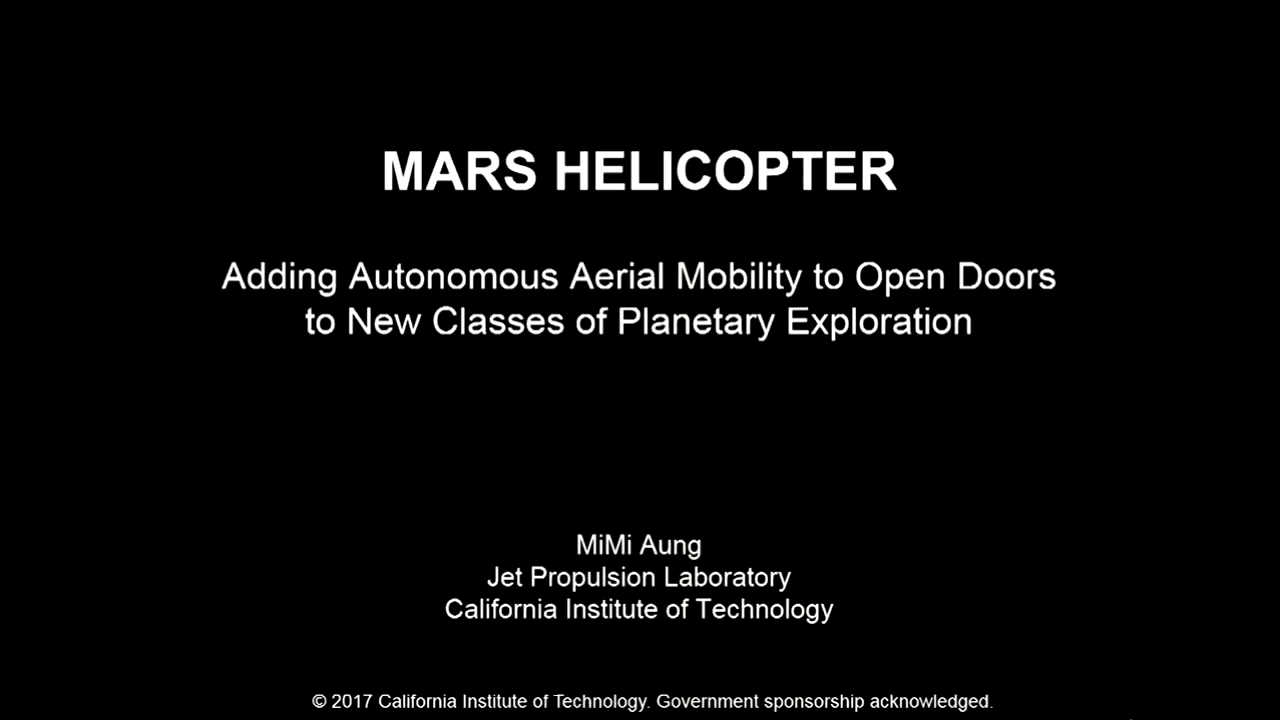 MARS HELICOPTER
Adding Autonomous Aerial Mobility to Open Doors
to New Classes of Planetary Exploration
MiMi Aung
Jet Propulsion Laboratory
California Institute of Technology
© 2017 California Institute of Technology. Government sponsorship acknowledged.